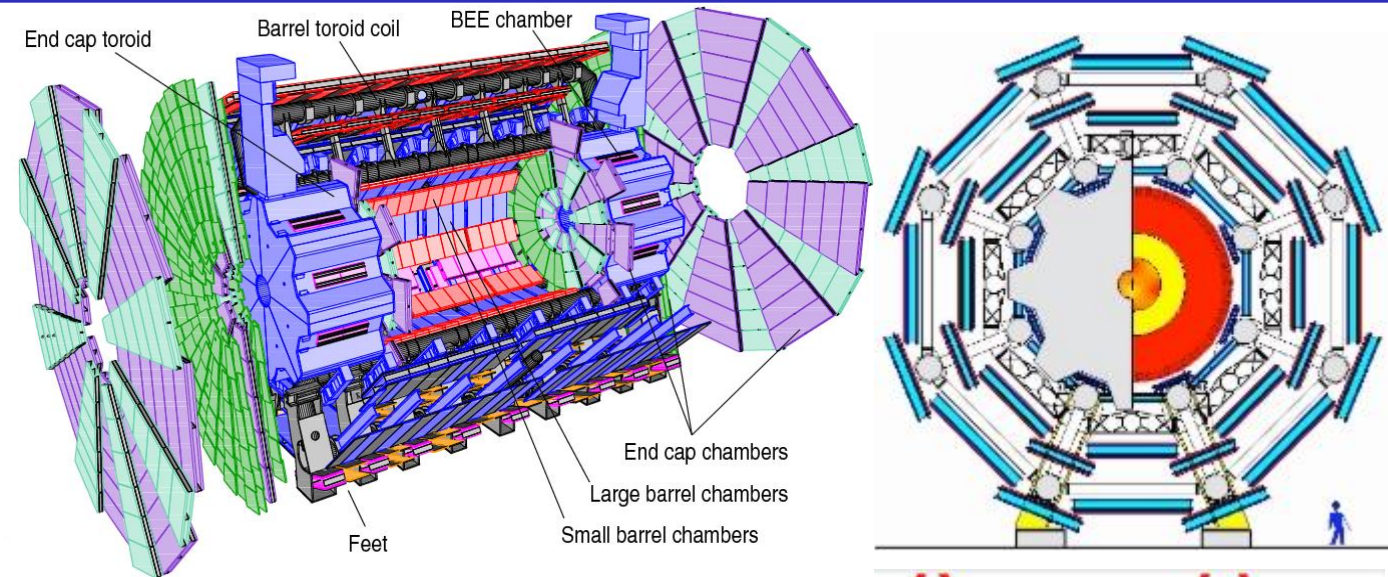 End cap toroid
Barrel toroid coil
BEE chamber
End cap chambers
Large barrel chambers
Small barrel chambers
Feet